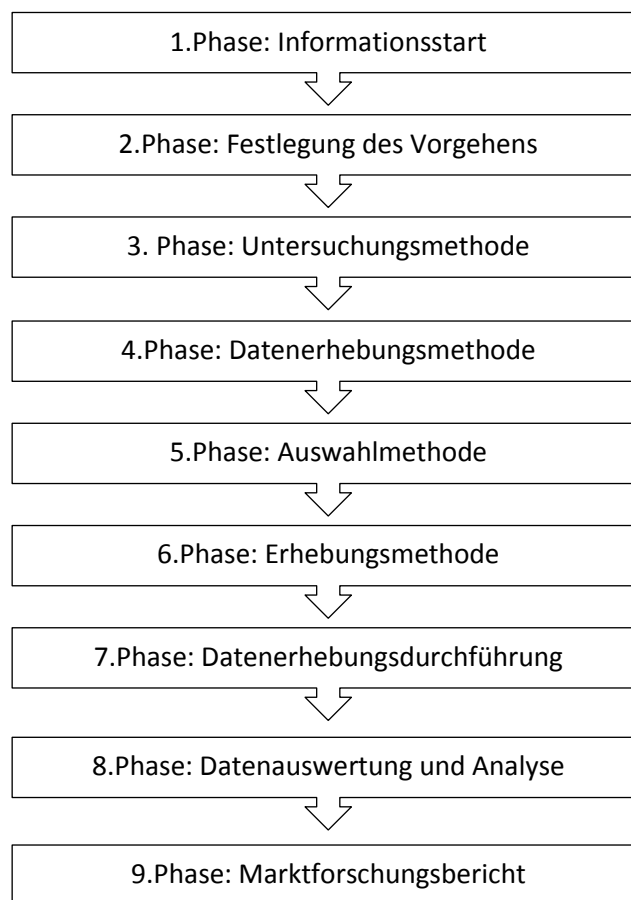 1.Phase: Informationsstart
2.Phase: Festlegung des Vorgehens
3. Phase: Untersuchungsmethode
4.Phase: Datenerhebungsmethode
5.Phase: Auswahlmethode
6.Phase: Erhebungsmethode
7.Phase: Datenerhebungsdurchführung
8.Phase: Datenauswertung und Analyse
9.Phase: Marktforschungsbericht